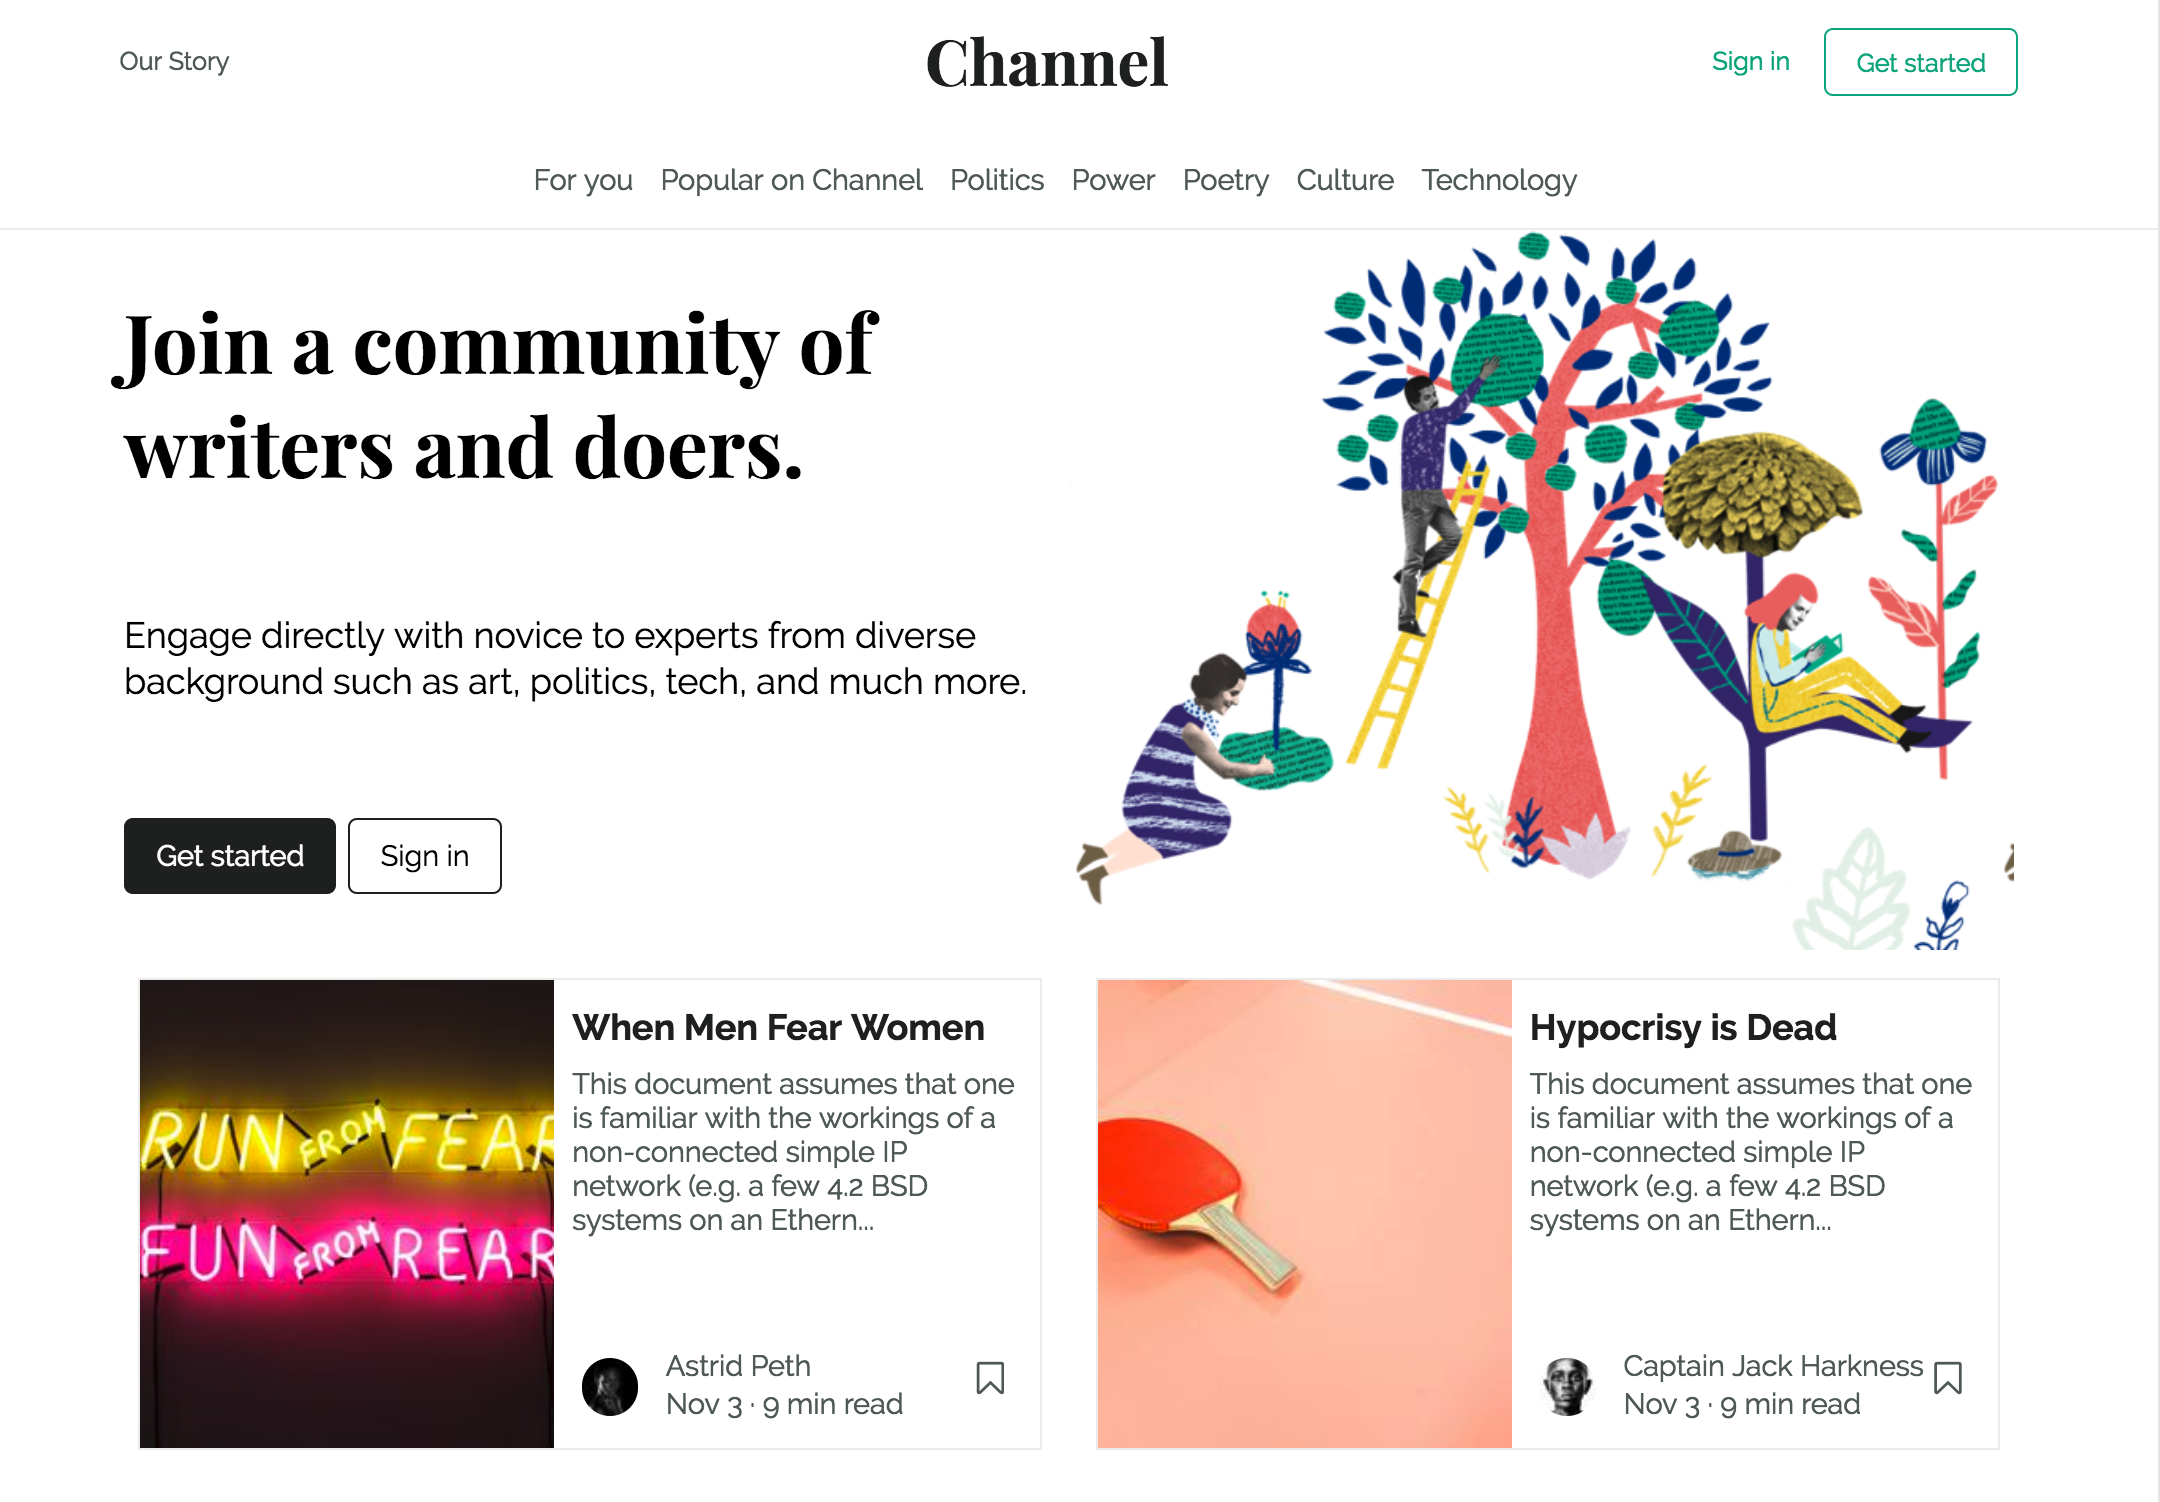 Our Story
Channel
Sign in
Get started
For you
Popular on Channel
Politics
Power
Poetry
Culture
Technology
Join a community of
writers and doers.
Engage directly with novice to experts from diverse
background such as art, politics, tech, and much more.
Get started
Sign in
RUN FROM FEAR
FUN FROM REAR
When Men Fear Women
This document assumes that one
is familiar with the workings of a
non-connected simple IP
network (e.g. a few 4.2 BSD
systems on an Ethern...
Astrid Peth
Nov 3 · 9 min read
Hypocrisy is Dead
This document assumes that one
is familiar with the workings of a
non-connected simple IP
network (e.g. a few 4.2 BSD
systems on an Ethern...
Captain Jack Harkness
Nov 3 · 9 min read